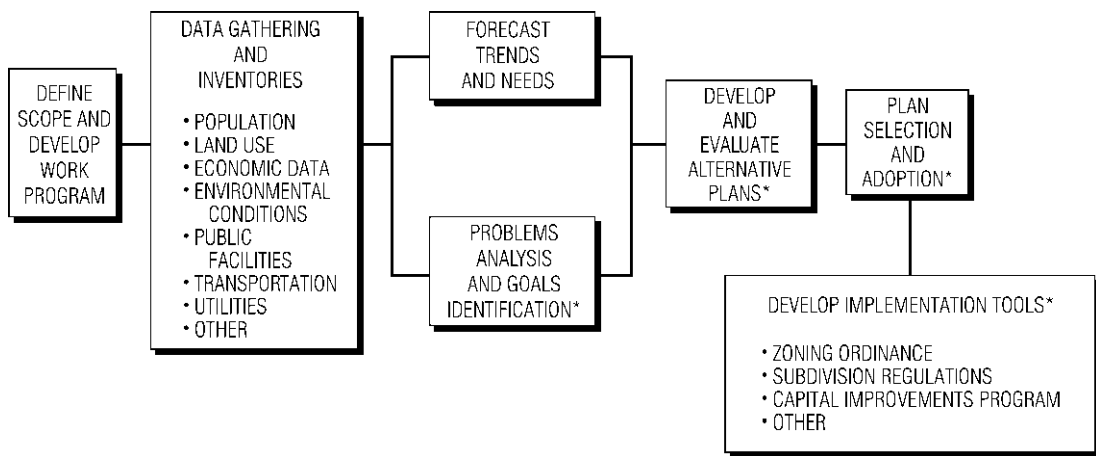 DEFINE
SCOPE AND
DEVELOP
WORK
PROGRAM
DATA GATHERING
AND
INVENTORIES
• POPULATION
• LAND USE
• ECONOMIC DATA
• ENVIRONMENTAL
CONDITIONS
• PUBLIC
FACILITIES
• TRANSPORTATION
• UTILITIES
• OTHER
FORECAST
TRENDS
AND NEEDS
PROBLEMS
ANALYSIS
AND GOALS
IDENTIFICATION*
DEVELOP
AND
EVALUATE
ALTERNATIVE
PLANS*
PLAN
SELECTION
AND
ADOPTION*
DEVELOP IMPLEMENTATION TOOLS*
• ZONING ORDINANCE
• SUBDIVISION REGULATIONS
• CAPITAL IMPROVEMENTS PROGRAM
• OTHER